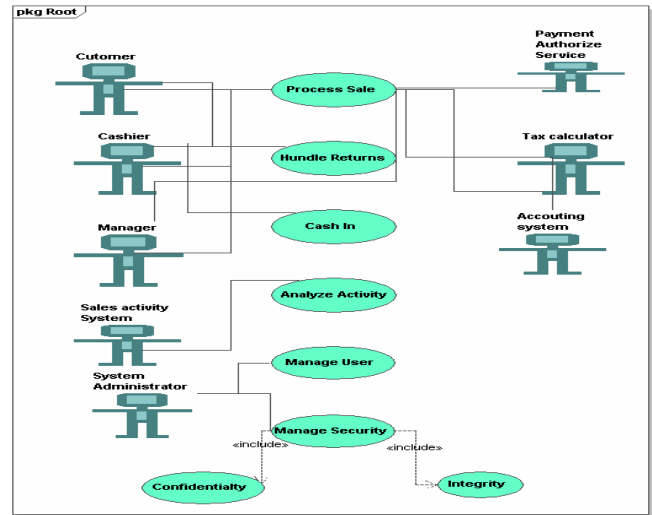 pkg Root
Cutomer
Payment
Authorize
Service
Process Sale
Cashier
Tax calculator
Hundle Returns
Manager
Cash In
Accouting
system
Analyze Activity
Sales activity
System
Manage User
System
Administrator
Manage Security
«include»
«include»
Confidentialty
Integrity